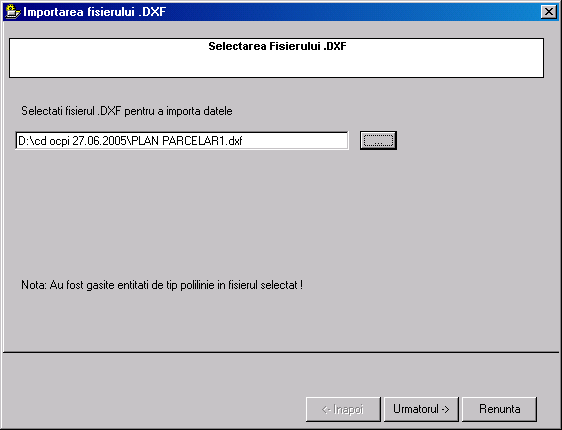 Importarea fisierului .DXF
Selectarea Fisierului .DXF
Selectati fisierul .DXF pentru a importa datele
D:\cd ocpi 27.06.2005\PLAN PARCELAR1.dxf
...
Nota: Au fost gasite entitati de tip polilinie in fisierul selectat !
<- Inapoi
Urmatorul ->
Renunta